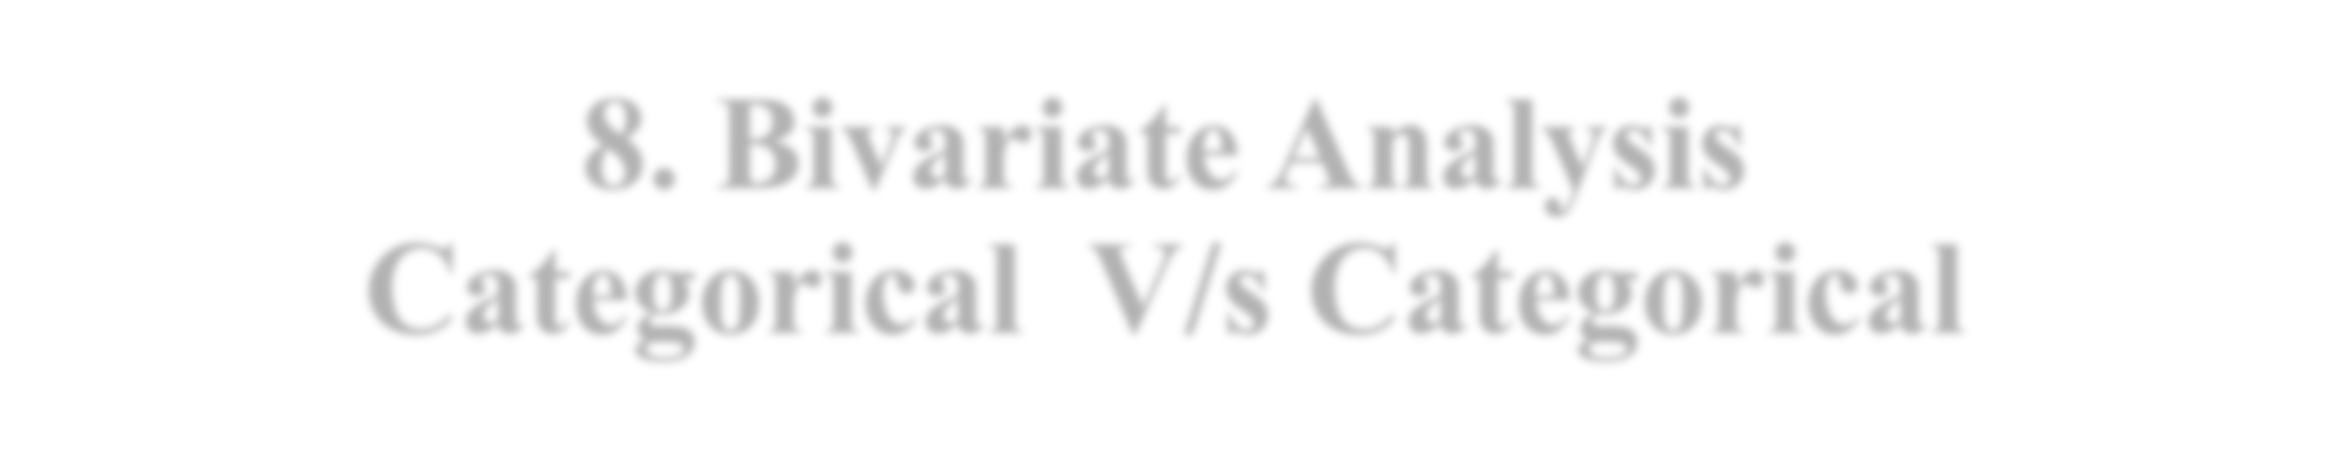 8. Bivariate Analysis
Categorical V/s Categorical